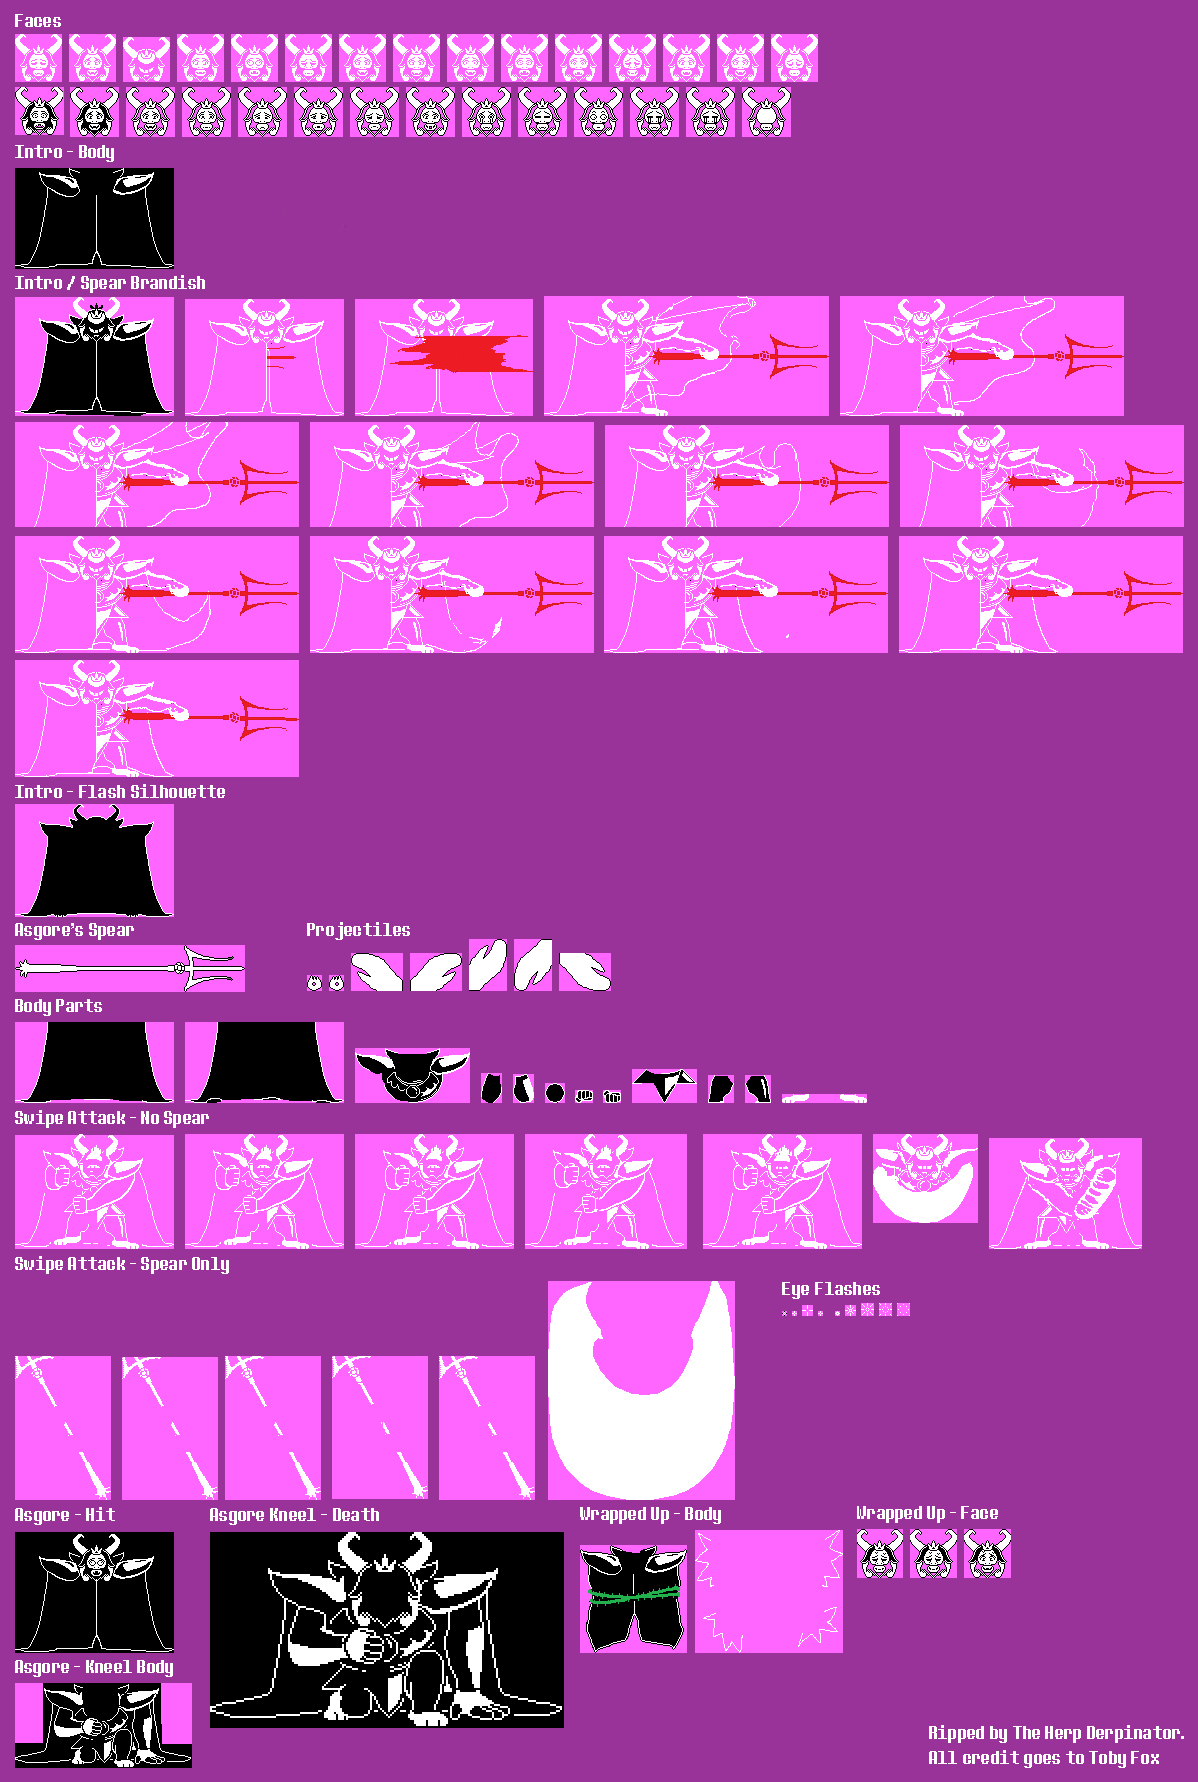 Faces
Intro - Body
Intro / Spear Brandish
Intro - Flash Silhouette
Asgore's Spear
Projectiles
Body Parts
Swipe Attack - No Spear
Swipe Attack - Spear Only
Eye Flashes
Asgore - Hit
Asgore Kneel - Death
Wrapped Up - Body
Wrapped Up - Face
Asgore - Kneel Body
Ripped by The Herp Derpinator.
All credit goes to Toby Fox